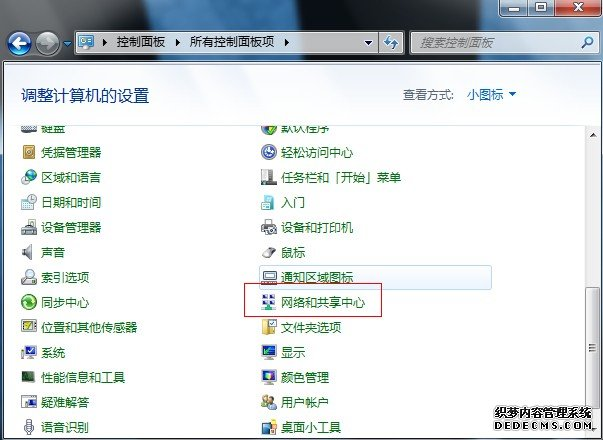 控制面板 所有控制面板项 搜索控制面板
调整计算机的设置 查看方式: 小图标
键盘 默认程序
凭据管理器 轻松访问中心
区域和语言 任务栏和「开始」菜单
日期和时间 入门
设备管理器 设备和打印机
声音 鼠标
索引选项 通知区域图标
同步中心 网络和共享中心
位置和其他传感器 文件夹选项
系统 显示
性能信息和工具 颜色管理
疑难解答 用户帐户
语音识别 桌面小工具
织梦内容管理系统
DEDECMS.COM